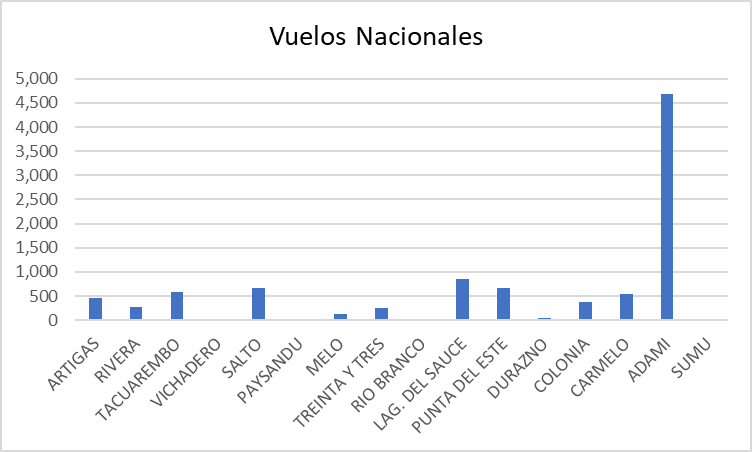 Vuelos Nacionales
5,000
4,500
4,000
3,500
3,000
2,500
2,000
1,500
1,000
500
0
ARTIGAS
RIVERA
TACUAREMBO
VICHADERO
SALTO
PAYSANDU
MELO
TREINTA Y TRES
RIO BRANCO
LAG. DEL SAUCE
PUNTA DEL ESTE
DURAZNO
COLONIA
CARMELO
ADAMI
SUMU